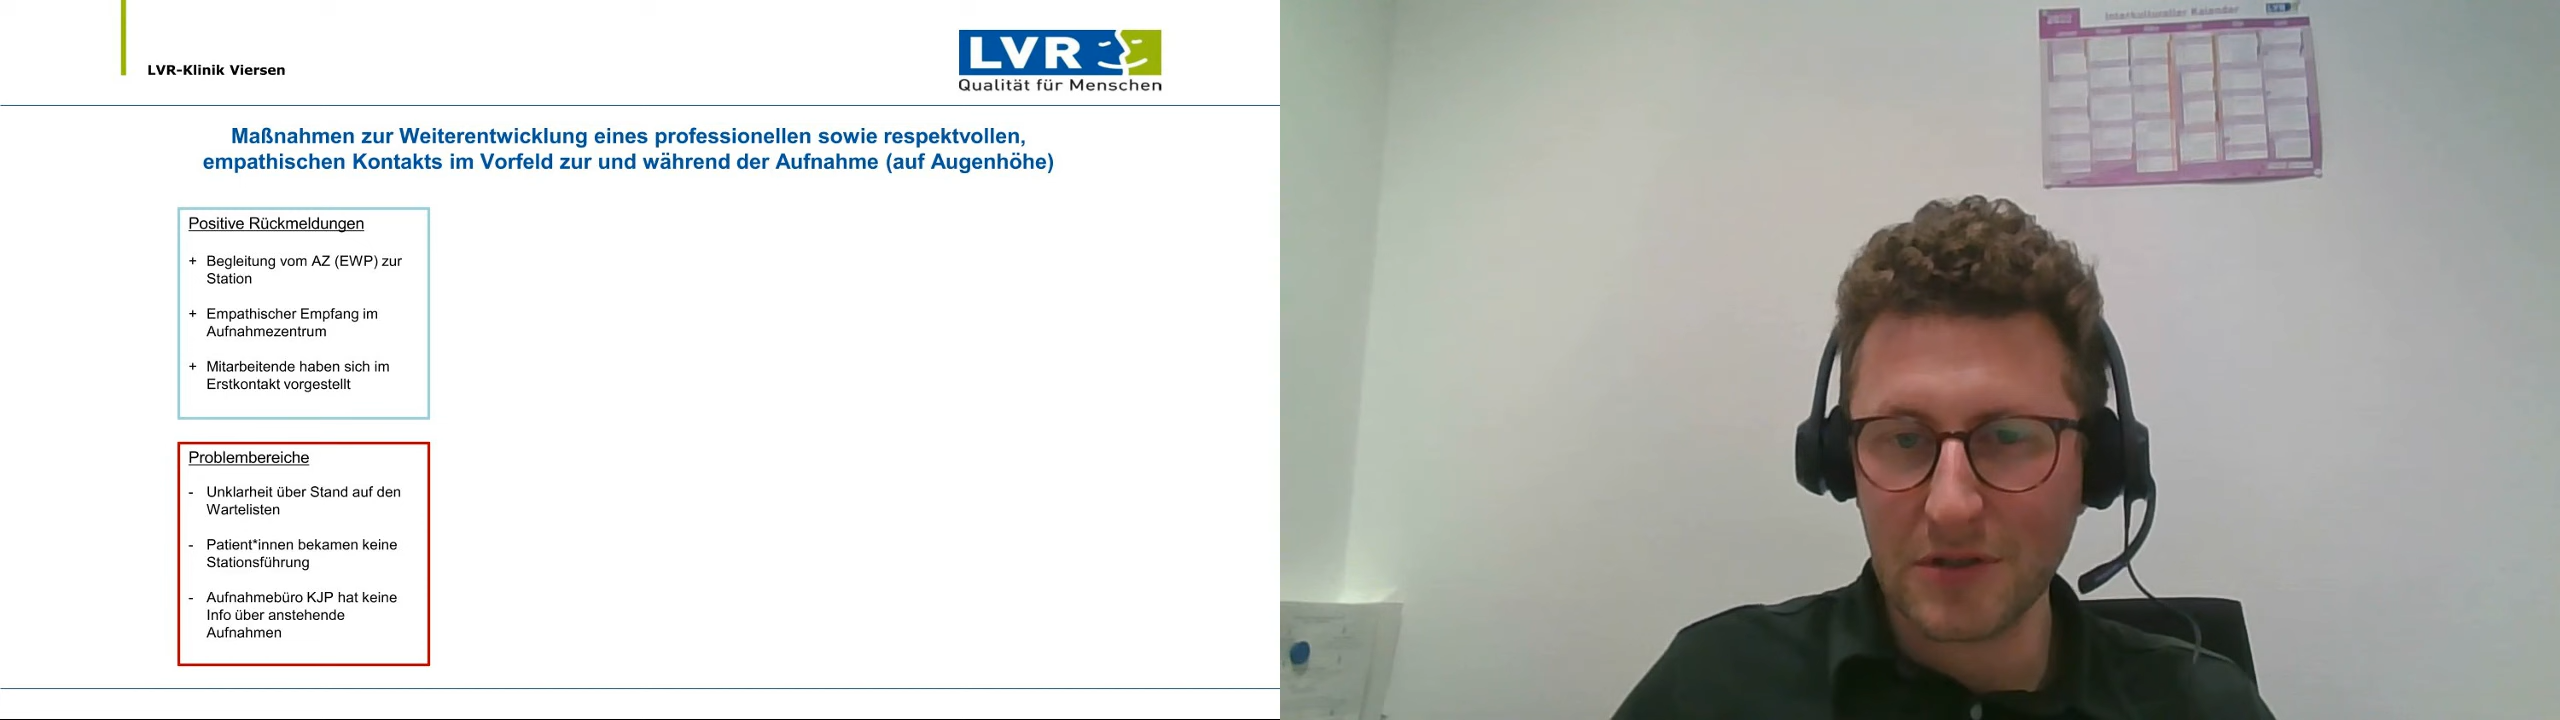 LVR-Klinik Viersen
LVR
Qualität für Menschen
Maßnahmen zur Weiterentwicklung eines professionellen sowie respektvollen,
empathischen Kontakts im Vorfeld zur und während der Aufnahme (auf Augenhöhe)
Positive Rückmeldungen
+ Begleitung vom AZ (EWP) zur
Station
+ Empathischer Empfang im
Aufnahmezentrum
+ Mitarbeitende haben sich im
Erstkontakt vorgestellt
Problembereiche
- Unklarheit über Stand auf den
Wartelisten
- Patient*innen bekamen keine
Stationsführung
- Aufnahmebüro KJP hat keine
Info über anstehende
Aufnahmen
Interkultureller Kalender
LVR